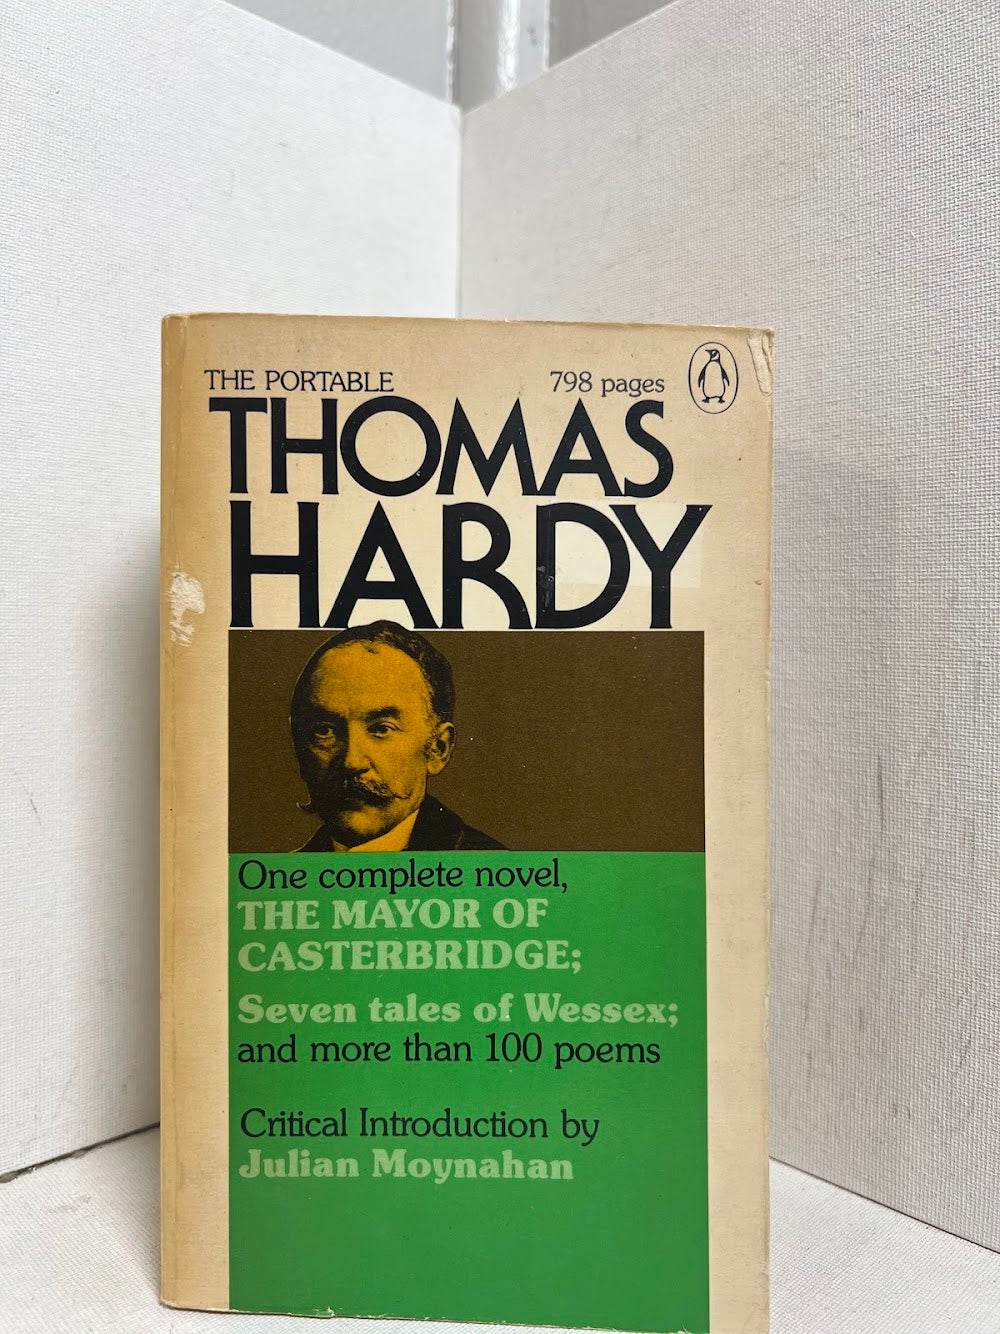 THE PORTABLE 798 pages
THOMAS
HARDY
One complete novel,
THE MAYOR OF
CASTERBRIDGE;
Seven tales of Wessex;
and more than 100 poems
Critical Introduction by
Julian Moynahan